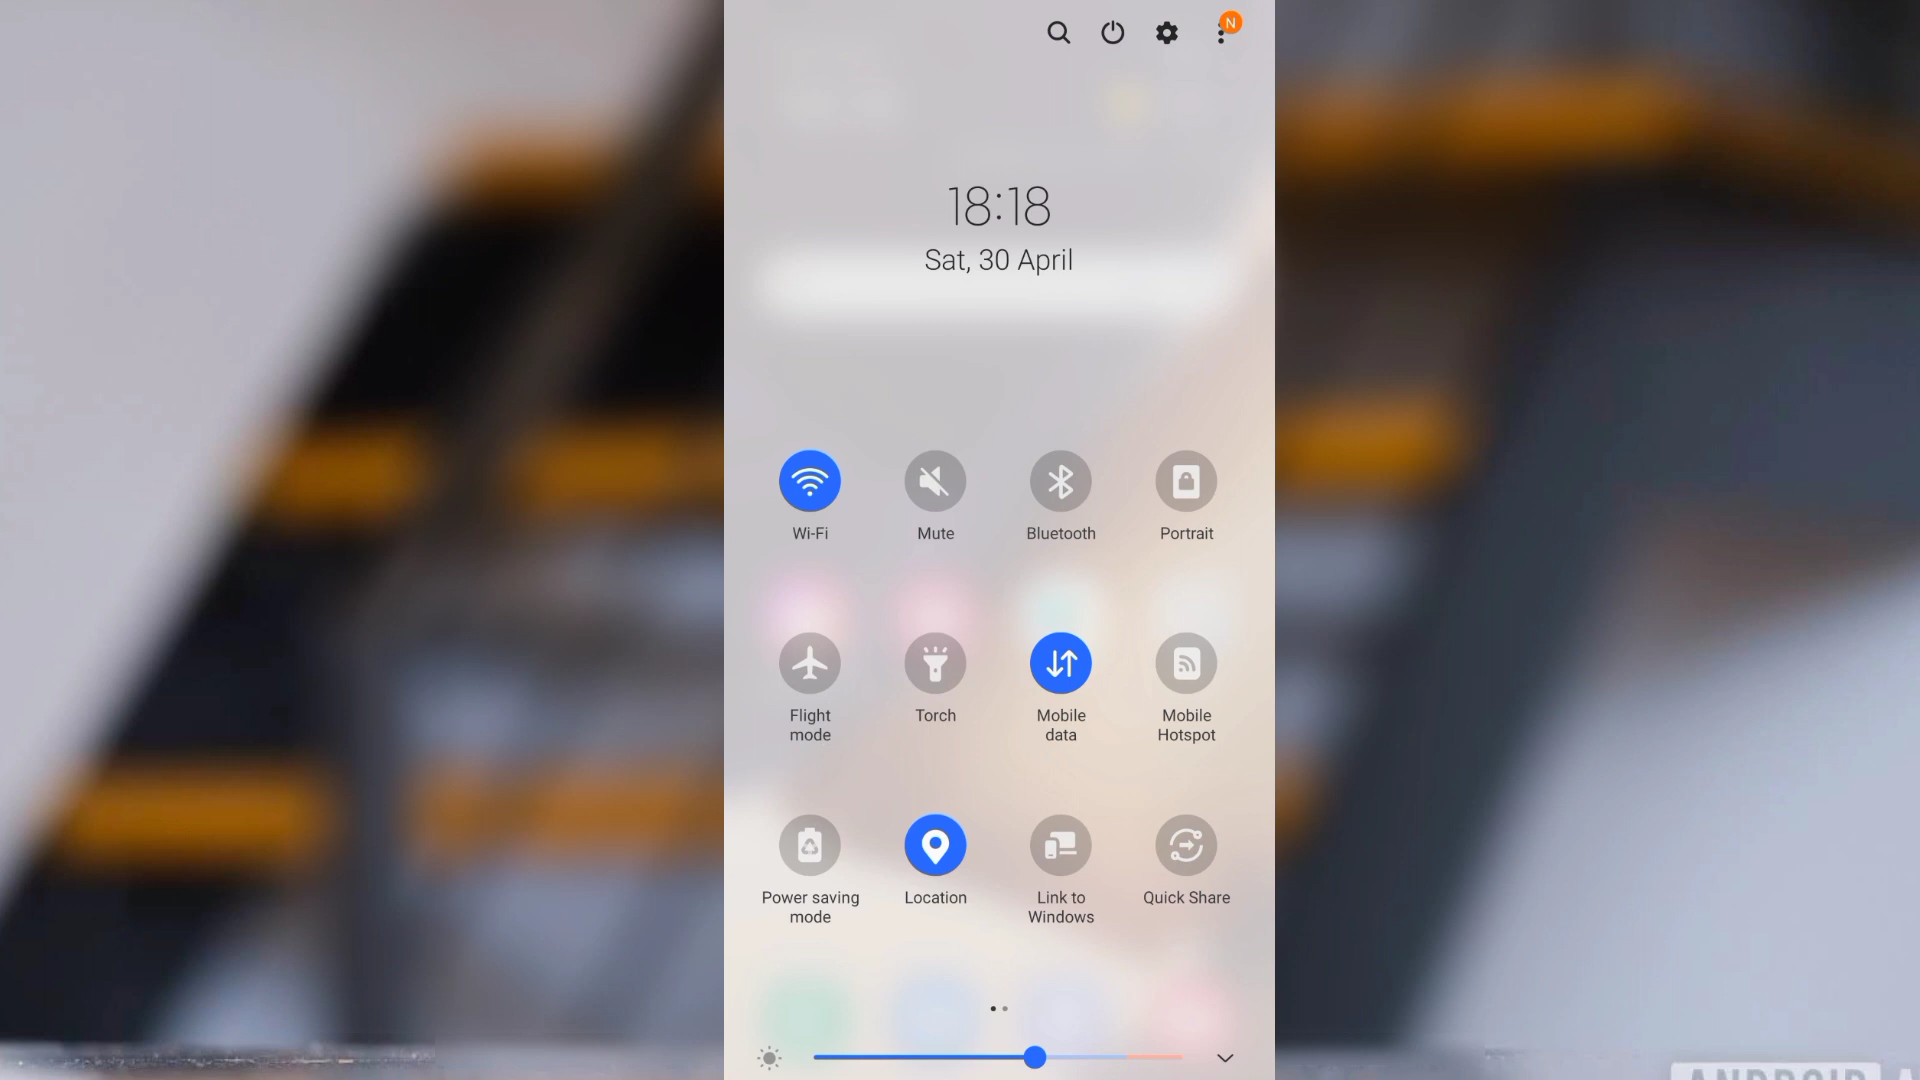 N
18:18
Sat, 30 April
Wi-Fi
Mute
Bluetooth
Portrait
Flight
mode
Torch
Mobile
data
Mobile
Hotspot
Power saving
mode
Location
Link to
Windows
Quick Share
ANDROID A